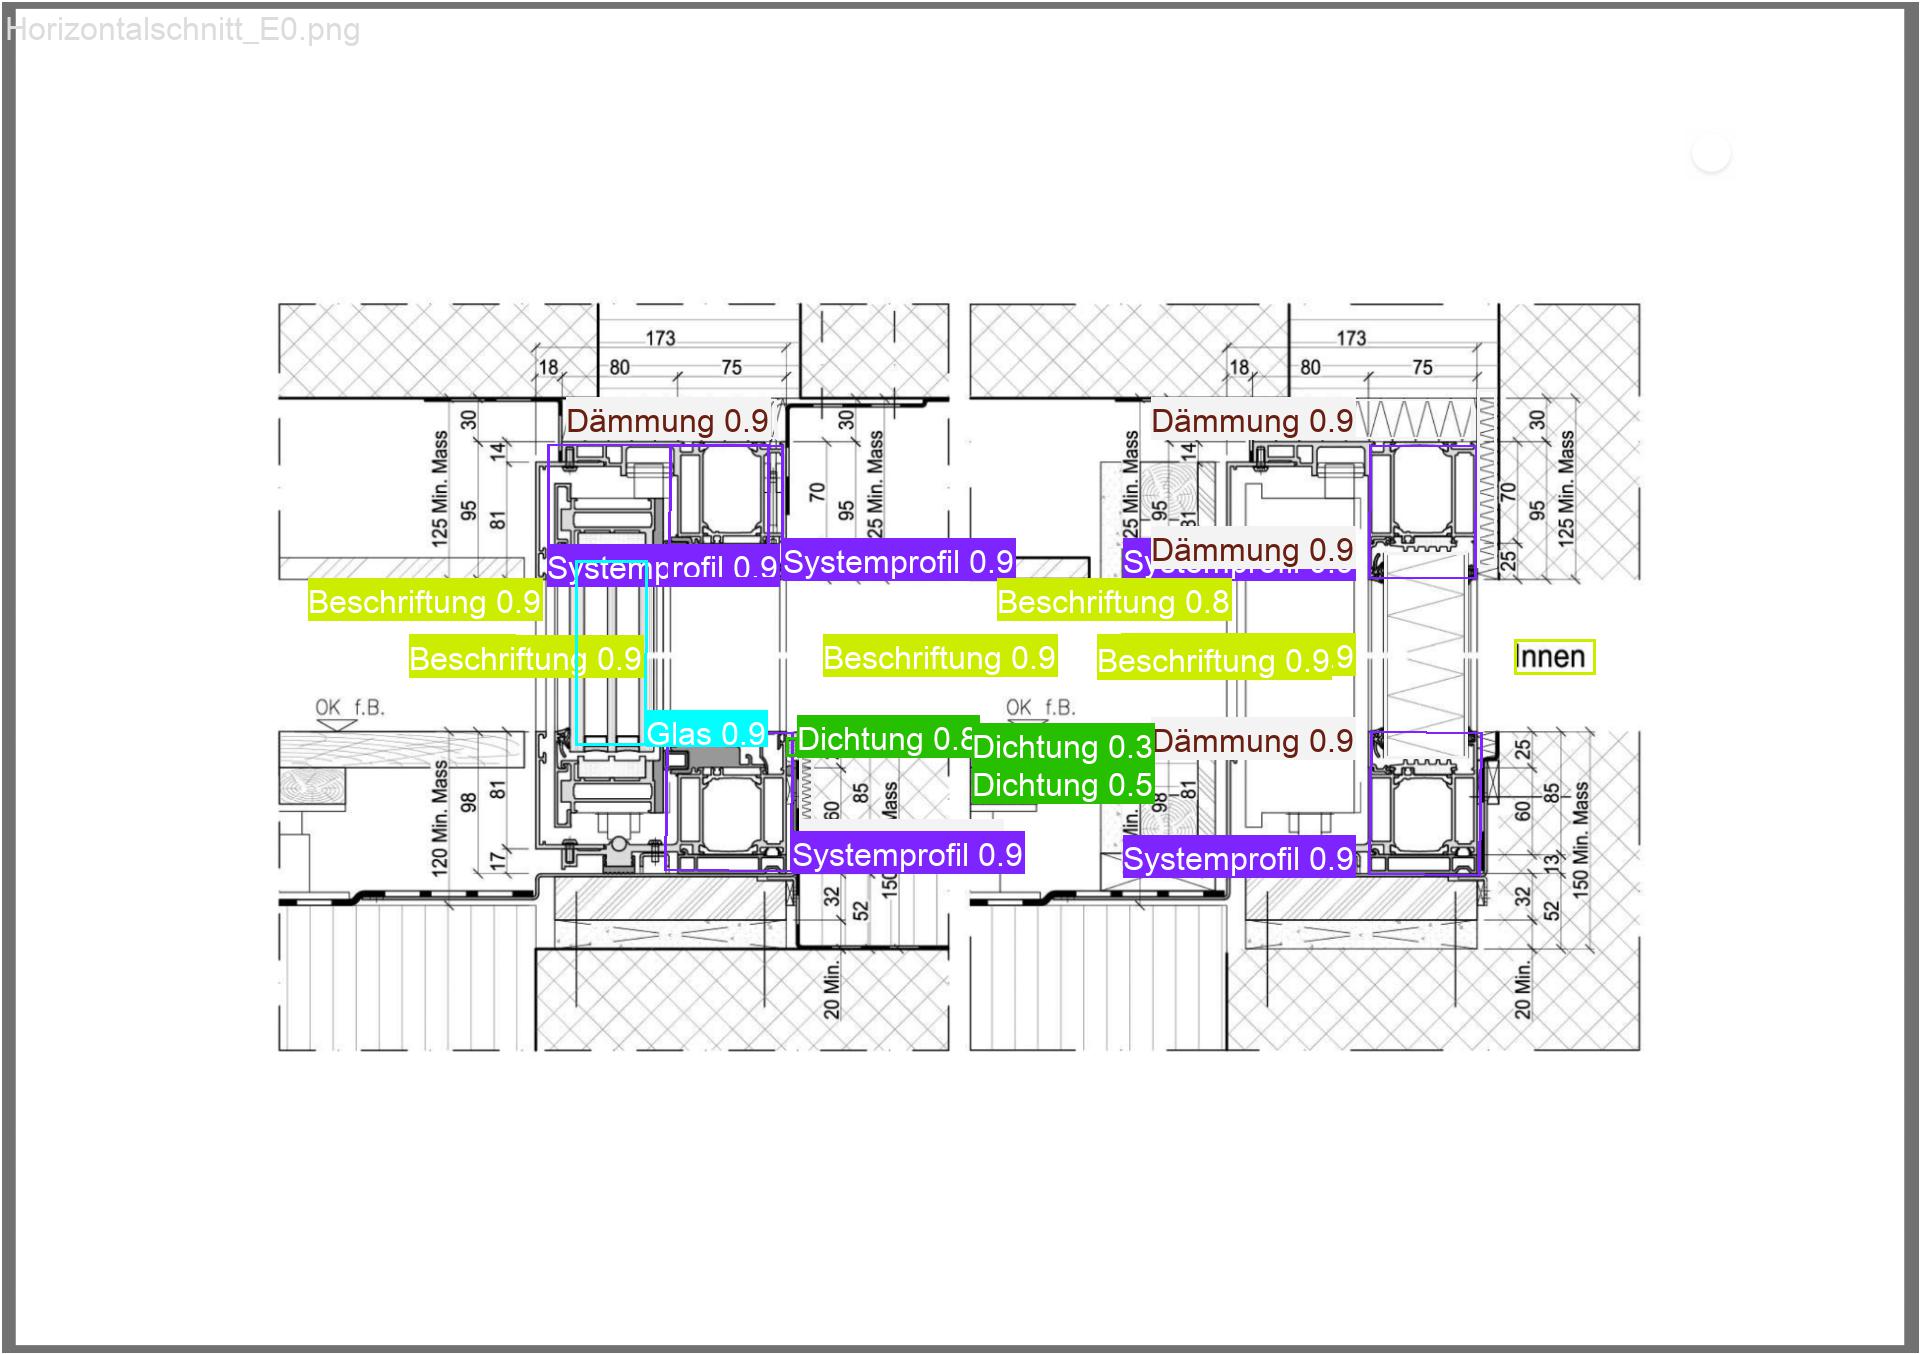 Horizontalschnitt_E0.png
173
18
80
75
30
14
125 Min. Mass
95
81
Dämmung 0.9
30
125 Min. Mass
70
95
25 Min. Mass
Systemprofil 0.9
Systemprofil 0.9
Beschriftung 0.9
Beschriftung 0.9
Beschriftung 0.9
OK f.B.
Glas 0.9
Dichtung 0.8
120 Min. Mass
98
81
17
60
85
Mass
Systemprofil 0.9
32
52
150
20 Min.
173
18
80
75
Dämmung 0.9
14
25 Min. Mass
95
30
70
95
125 Min. Mass
25
Dämmung 0.9
Beschriftung 0.8
Beschriftung 0.9
Innen
OK f.B.
Dichtung 0.3
Dichtung 0.5
Dämmung 0.9
98
81
Min.
25
60
85
13
150 Min. Mass
Systemprofil 0.9
32
52
20 Min.